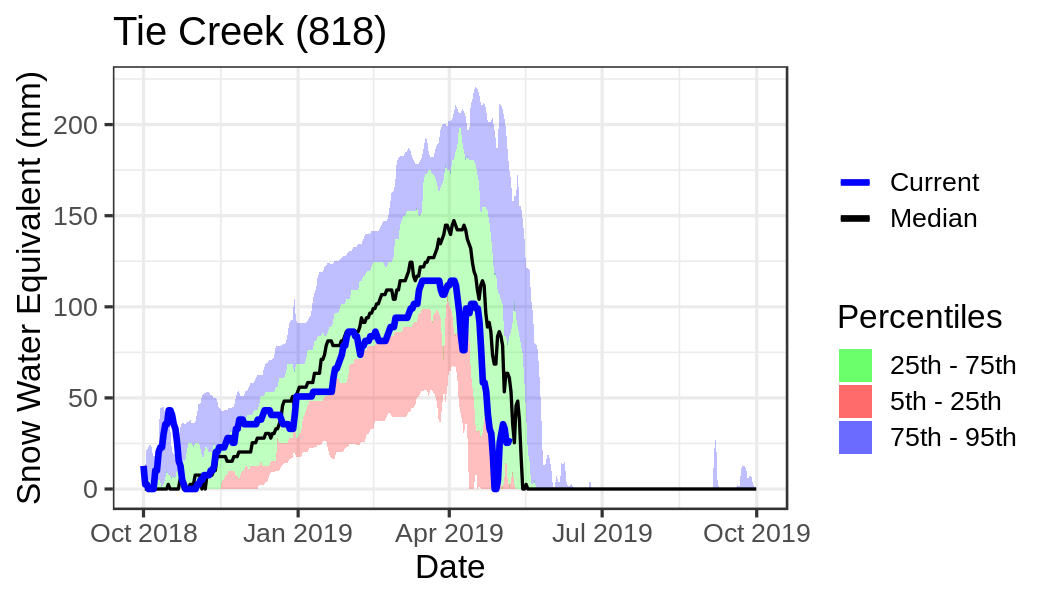 Tie Creek (818)
Snow Water Equivalent (mm)
200
150
100
50
0
Oct 2018
Jan 2019
Apr 2019
Jul 2019
Oct 2019
Date
Current
Median
Percentiles
25th - 75th
5th - 25th
75th - 95th